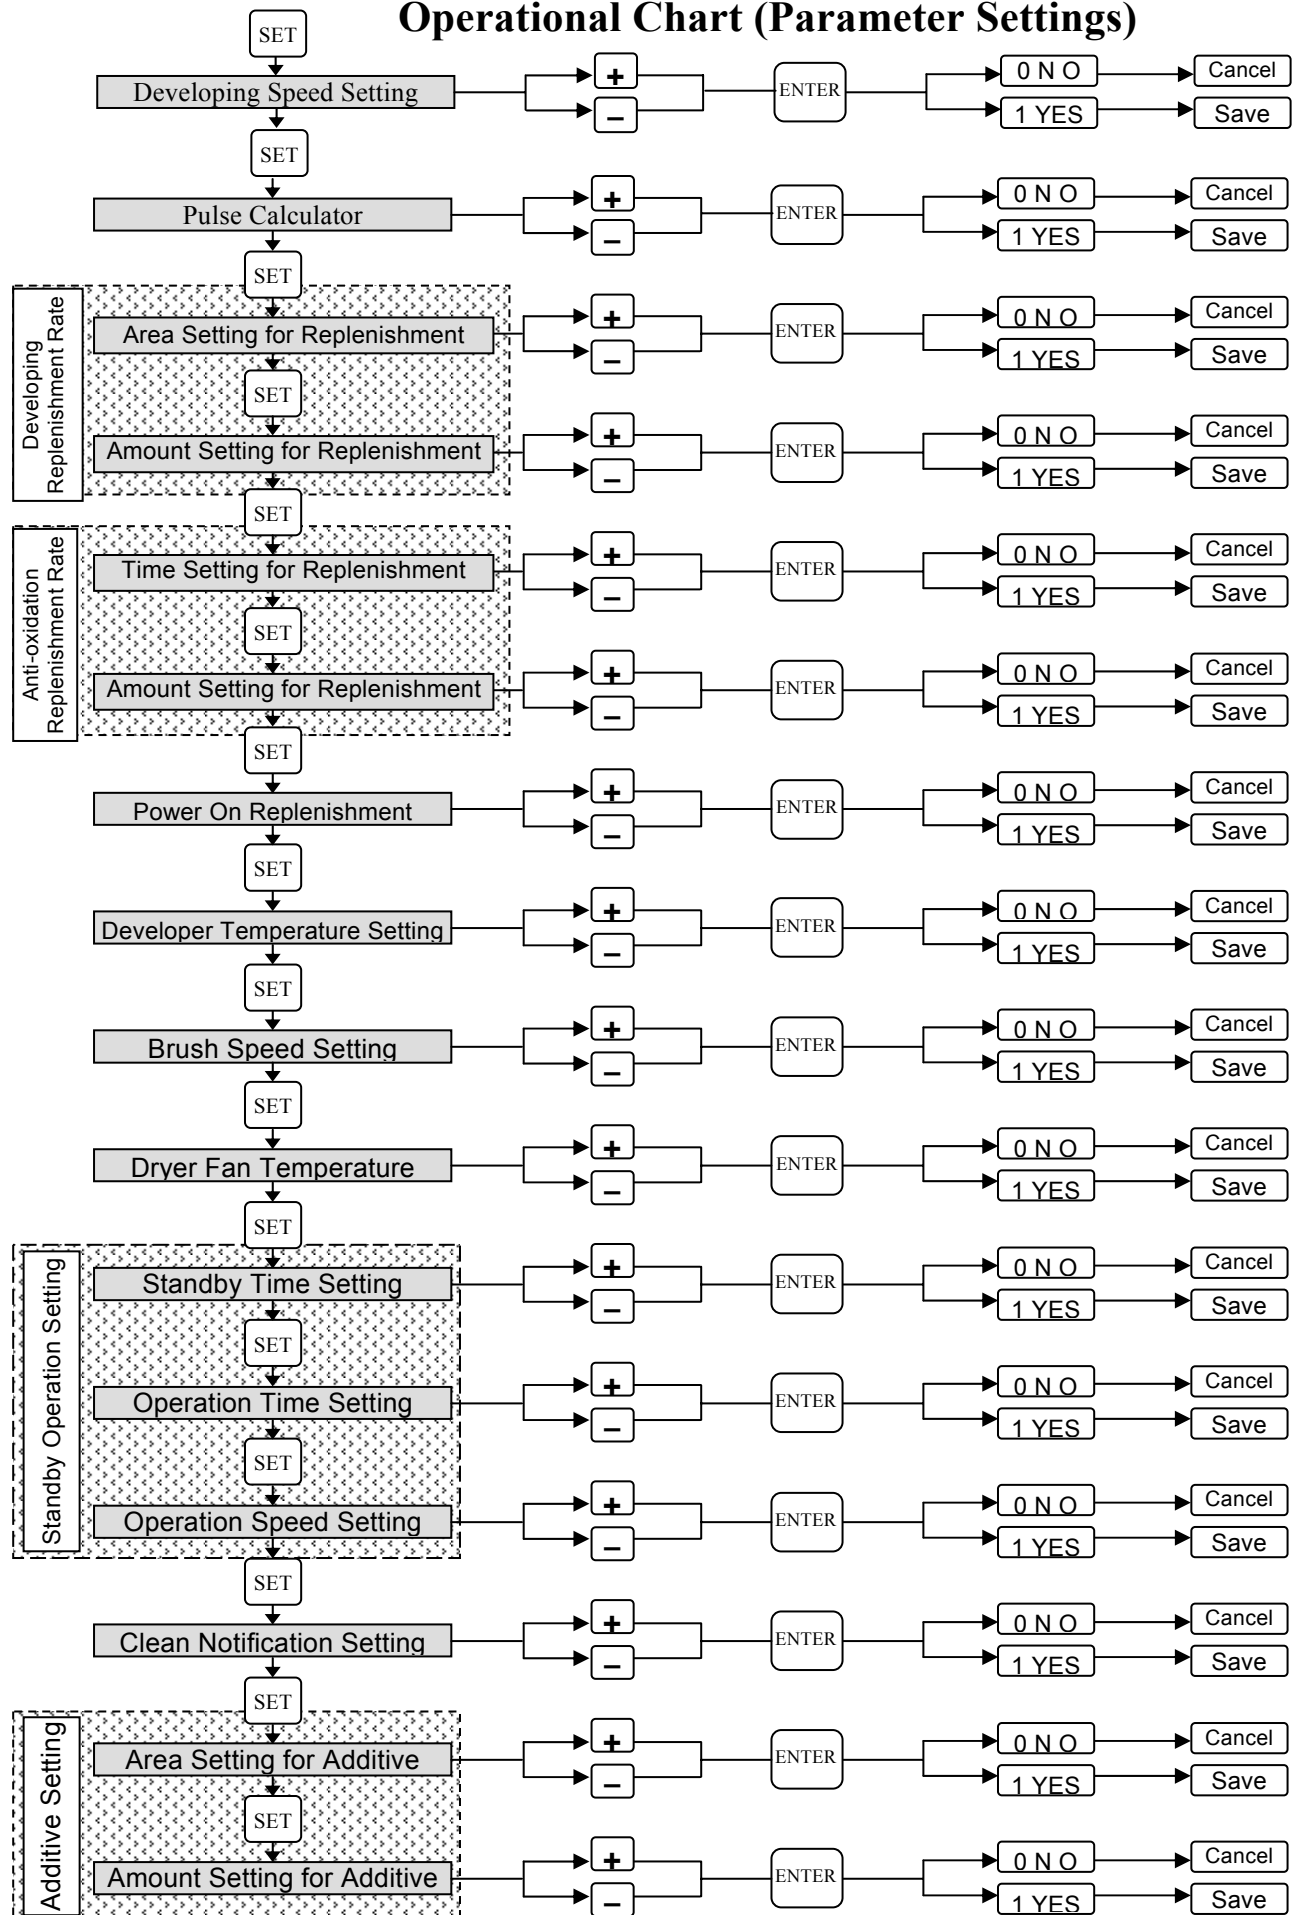 Operational Chart (Parameter Settings)
SET
Developing Speed Setting
+
−
ENTER
0 N O
Cancel
1 YES
Save
SET
Pulse Calculator
+
−
ENTER
0 N O
Cancel
1 YES
Save
SET
Developing
Replenishment Rate
Area Setting for Replenishment
+
−
ENTER
0 N O
Cancel
1 YES
Save
SET
Amount Setting for Replenishment
+
−
ENTER
0 N O
Cancel
1 YES
Save
SET
Anti-oxidation
Replenishment Rate
Time Setting for Replenishment
+
−
ENTER
0 N O
Cancel
1 YES
Save
SET
Amount Setting for Replenishment
+
−
ENTER
0 N O
Cancel
1 YES
Save
SET
Power On Replenishment
+
−
ENTER
0 N O
Cancel
1 YES
Save
SET
Developer Temperature Setting
+
−
ENTER
0 N O
Cancel
1 YES
Save
SET
Brush Speed Setting
+
−
ENTER
0 N O
Cancel
1 YES
Save
SET
Dryer Fan Temperature
+
−
ENTER
0 N O
Cancel
1 YES
Save
SET
Standby Operation Setting
Standby Time Setting
+
−
ENTER
0 N O
Cancel
1 YES
Save
SET
Operation Time Setting
+
−
ENTER
0 N O
Cancel
1 YES
Save
SET
Operation Speed Setting
+
−
ENTER
0 N O
Cancel
1 YES
Save
SET
Clean Notification Setting
+
−
ENTER
0 N O
Cancel
1 YES
Save
SET
Additive Setting
Area Setting for Additive
+
−
ENTER
0 N O
Cancel
1 YES
Save
SET
Amount Setting for Additive
+
−
ENTER
0 N O
Cancel
1 YES
Save